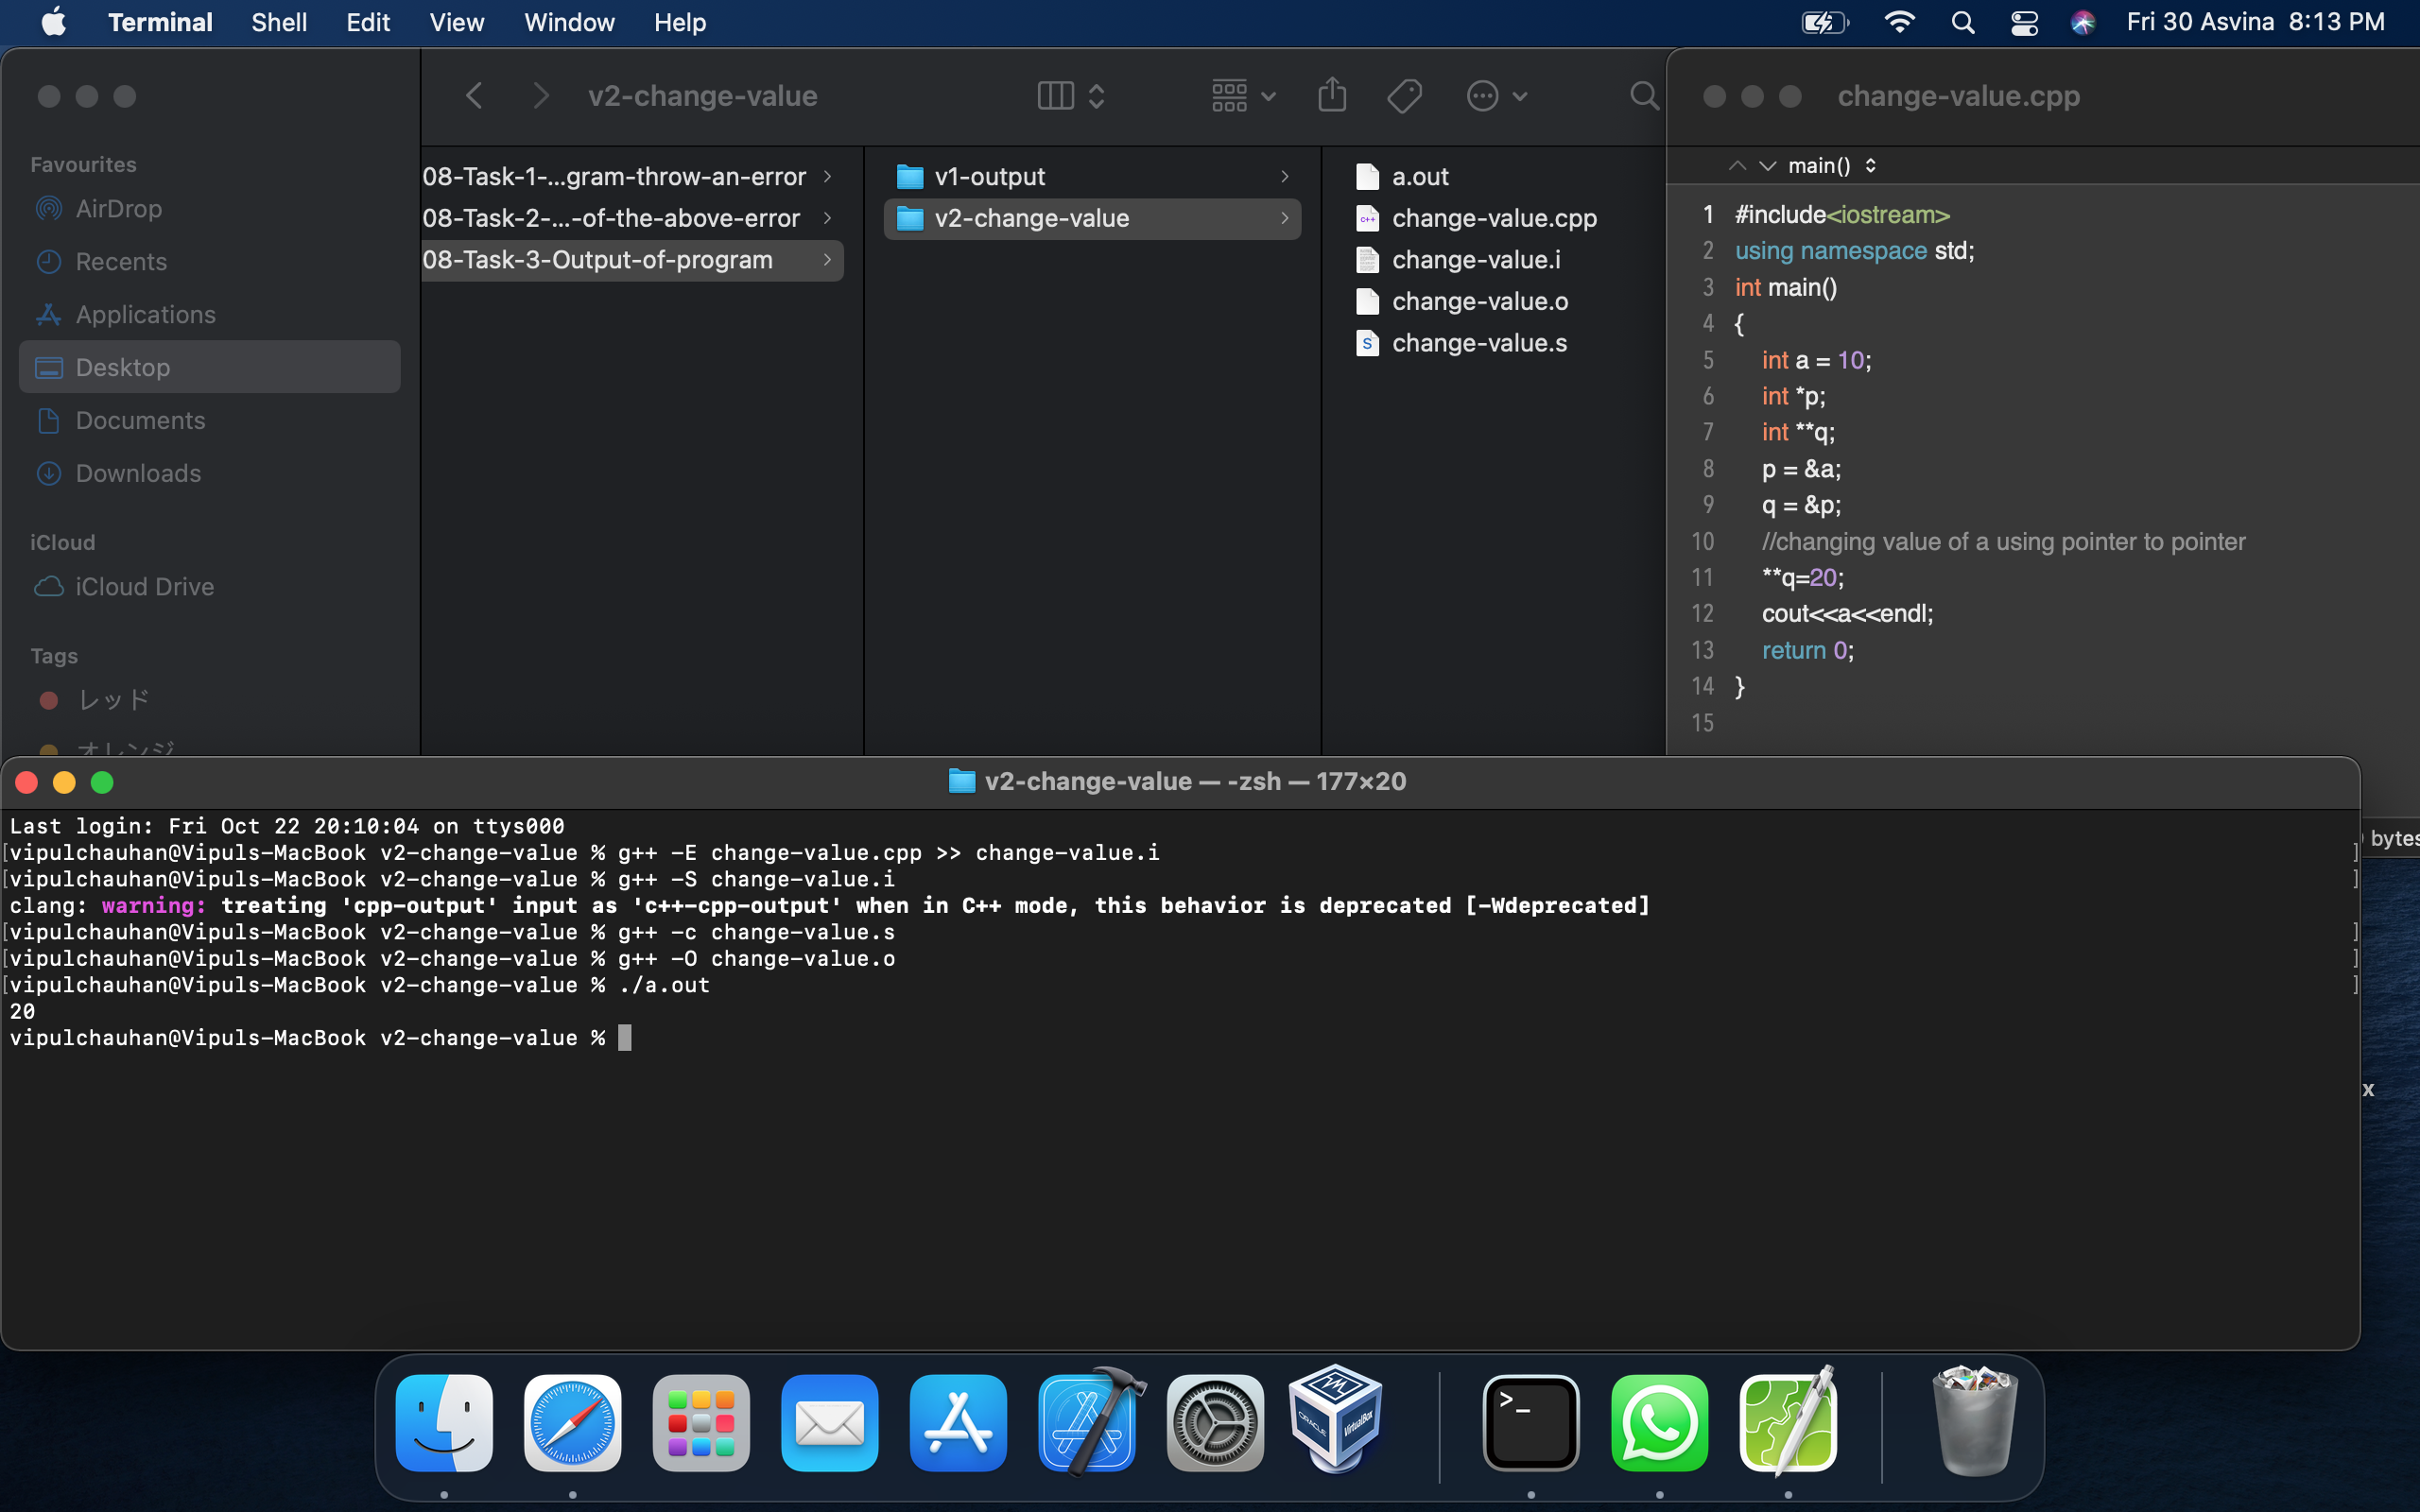 Terminal Shell Edit View Window Help Fri 30 Asvina 8:13 PM
v2-change-value
Favourites
AirDrop
Recents
Applications
Desktop
Documents
Downloads
iCloud
iCloud Drive
Tags
レッド
オレンジ
08-Task-1-...gram-throw-an-error
08-Task-2-...-of-the-above-error
08-Task-3-Output-of-program
v1-output
v2-change-value
a.out
change-value.cpp
change-value.i
change-value.o
change-value.s
change-value.cpp
main()
1 #include<iostream>
2 using namespace std;
3 int main()
4 {
5 int a = 10;
6 int *p;
7 int **q;
8 p = &a;
9 q = &p;
10 //changing value of a using pointer to pointer
11 **q=20;
12 cout<<a<<endl;
13 return 0;
14 }
15
bytes
x
v2-change-value — -zsh — 177×20
Last login: Fri Oct 22 20:10:04 on ttys000
[vipulchauhan@Vipuls-MacBook v2-change-value % g++ -E change-value.cpp >> change-value.i ]
[vipulchauhan@Vipuls-MacBook v2-change-value % g++ -S change-value.i ]
clang: warning: treating 'cpp-output' input as 'c++-cpp-output' when in C++ mode, this behavior is deprecated [-Wdeprecated]
[vipulchauhan@Vipuls-MacBook v2-change-value % g++ -c change-value.s ]
[vipulchauhan@Vipuls-MacBook v2-change-value % g++ -O change-value.o ]
[vipulchauhan@Vipuls-MacBook v2-change-value % ./a.out ]
20
vipulchauhan@Vipuls-MacBook v2-change-value %
ORACLE VirtualBox